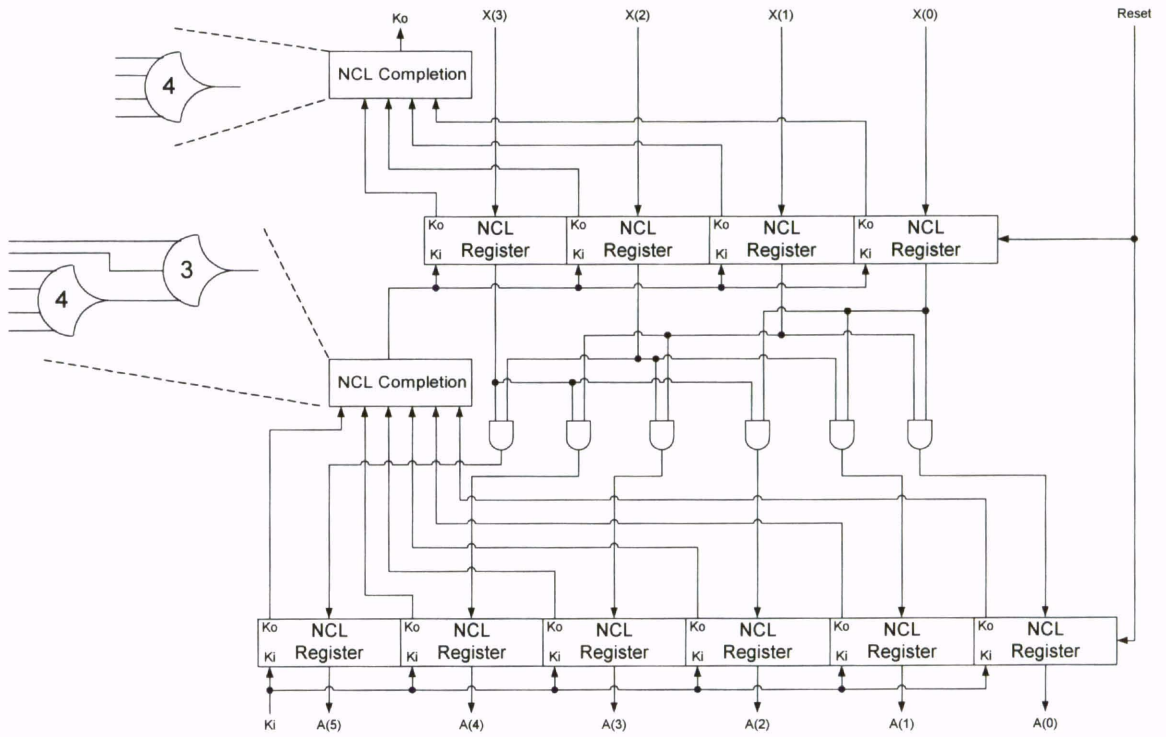 Ko X(3) X(2) X(1) X(0) Reset
4
NCL Completion
Ko NCL Register Ki
Ko NCL Register Ki
Ko NCL Register Ki
Ko NCL Register Ki
3
4
NCL Completion
Ko NCL Register Ki
Ko NCL Register Ki
Ko NCL Register Ki
Ko NCL Register Ki
Ko NCL Register Ki
Ko NCL Register Ki
Ki A(5) A(4) A(3) A(2) A(1) A(0)